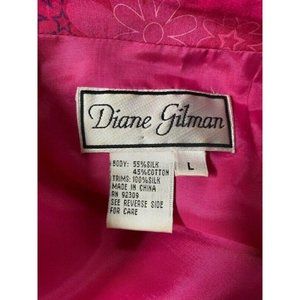 Diane Gilman
L
BODY: 55%SILK
45%COTTON
TRIMS: 100%SILK
MADE IN CHINA
RN 92309
SEE REVERSE SIDE
FOR CARE